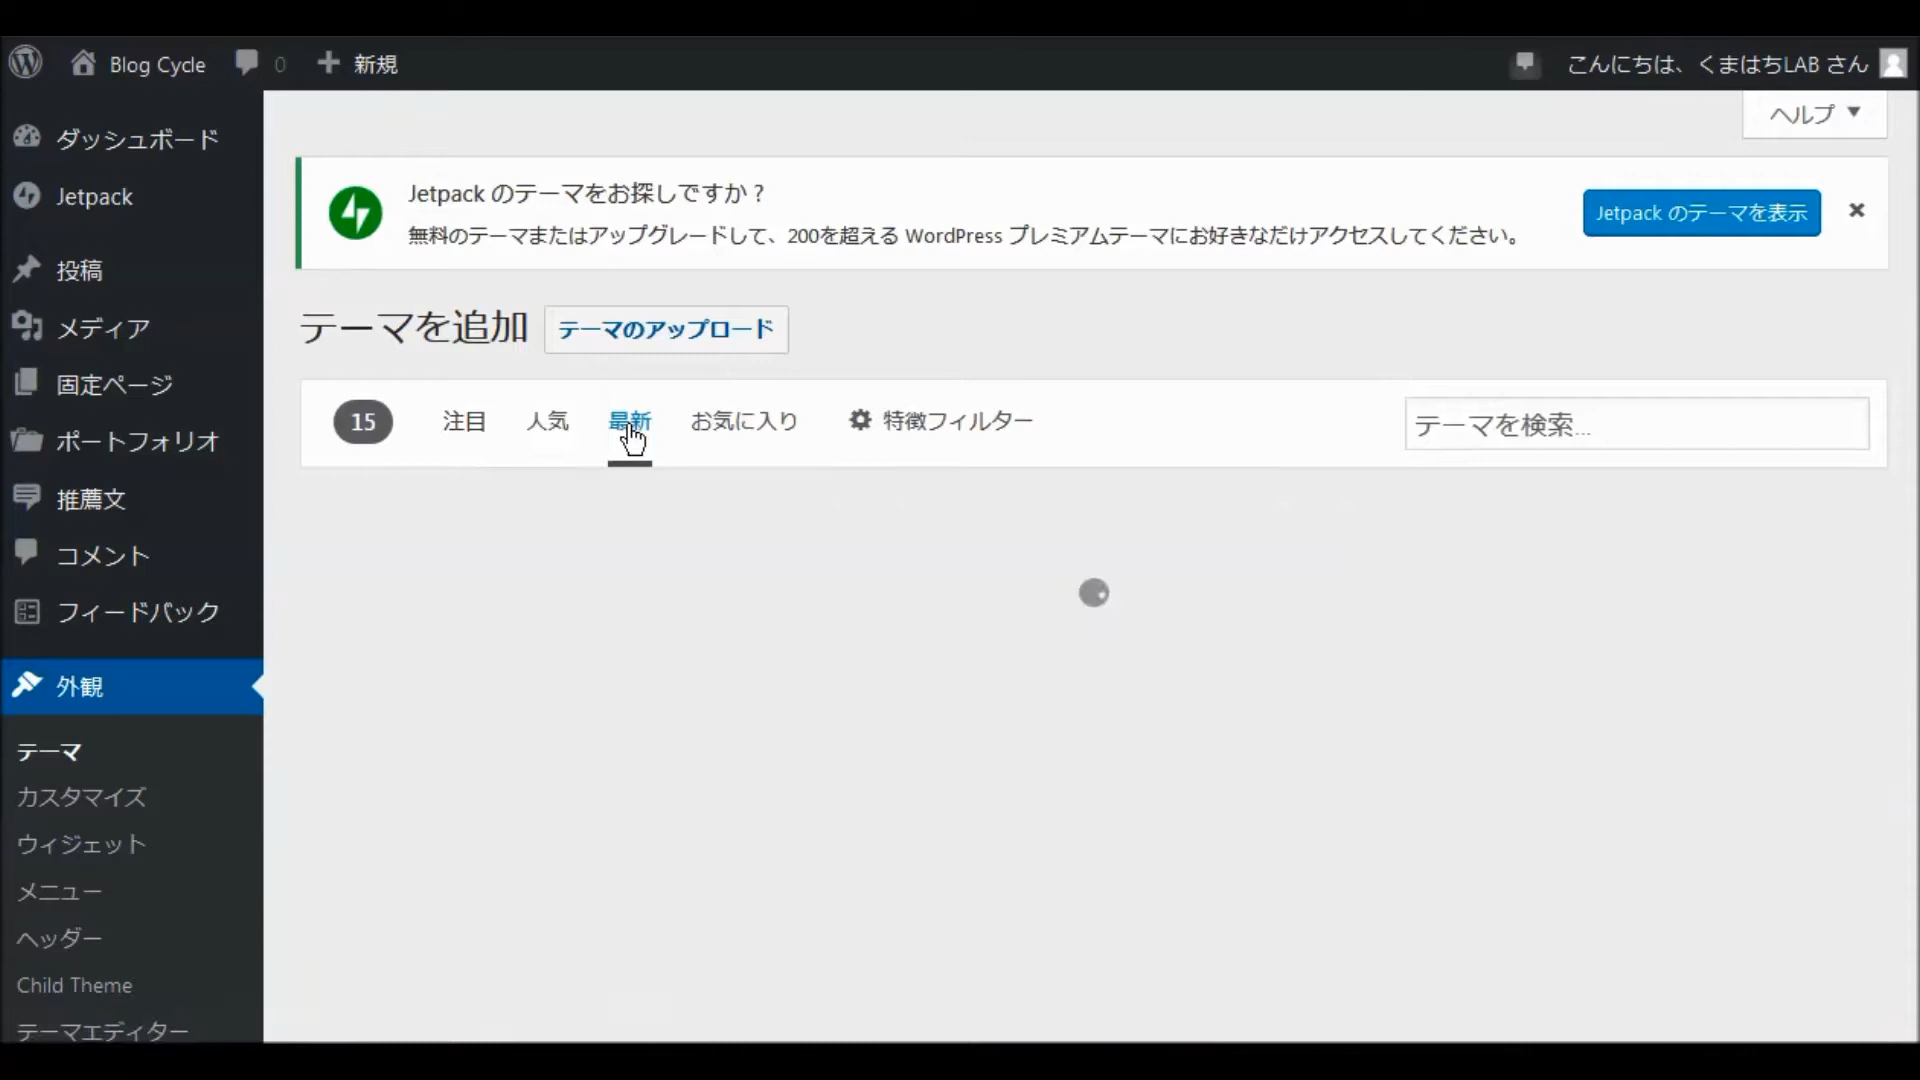 Blog Cycle 0 新規 こんにちは、くまはちLAB さん
ヘルプ
ダッシュボード
Jetpack
投稿
メディア
固定ページ
ポートフォリオ
推薦文
コメント
フィードバック
外観
テーマ
カスタマイズ
ウィジェット
メニュー
ヘッダー
Child Theme
テーマエディター
Jetpack のテーマをお探しですか ?
無料のテーマまたはアップグレードして、200を超える WordPress プレミアムテーマにお好きなだけアクセスしてください。
Jetpack のテーマを表示
テーマを追加 テーマのアップロード
15 注目 人気 最新 お気に入り 特徴フィルター テーマを検索...